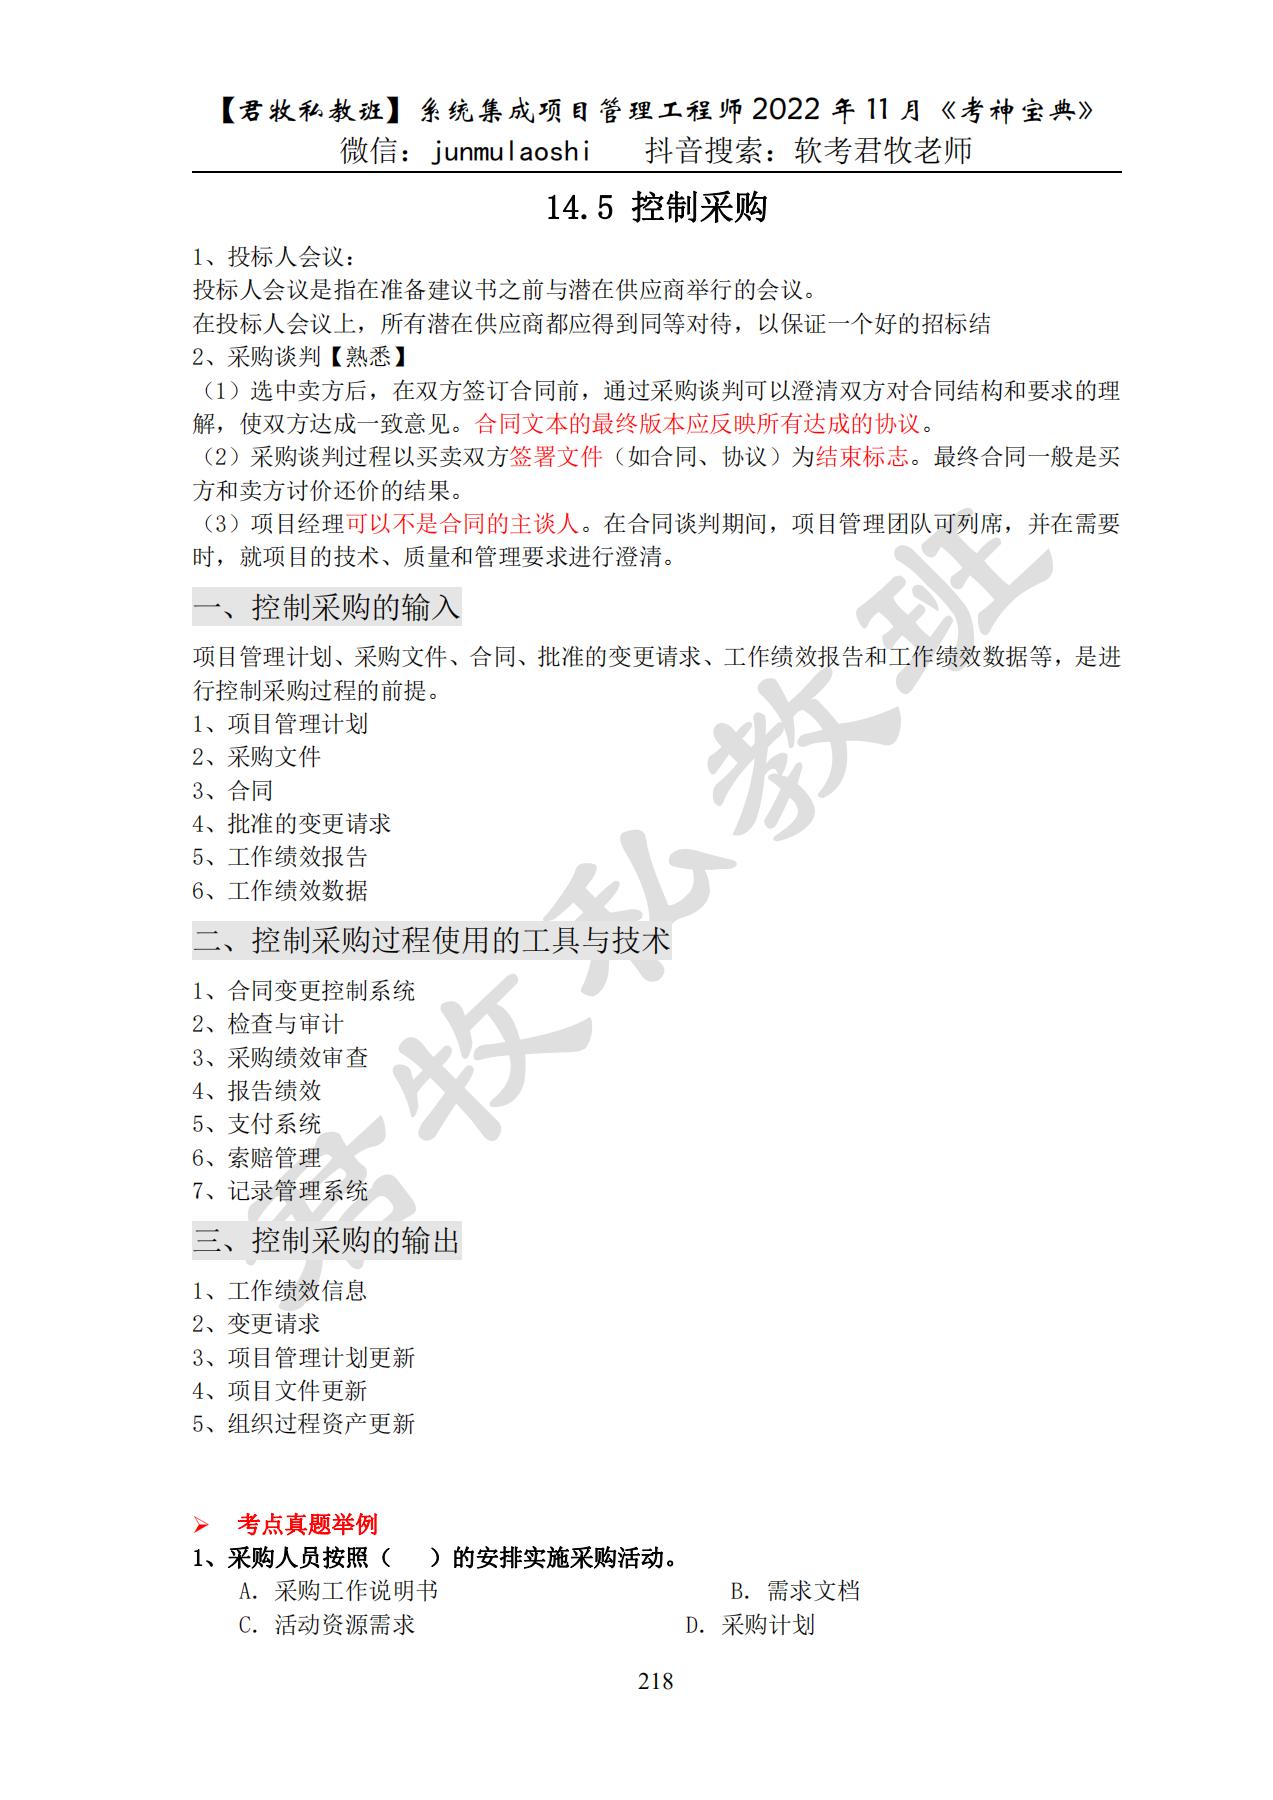 【君牧私教班】系统集成项目管理工程师 2022 年 11 月《考神宝典》
微信：junmulaoshi 抖音搜索：软考君牧老师
14.5 控制采购
1、投标人会议：
投标人会议是指在准备建议书之前与潜在供应商举行的会议。
在投标人会议上，所有潜在供应商都应得到同等对待，以保证一个好的招标结
2、采购谈判【熟悉】
（1）选中卖方后，在双方签订合同前，通过采购谈判可以澄清双方对合同结构和要求的理
解，使双方达成一致意见。合同文本的最终版本应反映所有达成的协议。
（2）采购谈判过程以买卖双方签署文件（如合同、协议）为结束标志。最终合同一般是买
方和卖方讨价还价的结果。
（3）项目经理可以不是合同的主谈人。在合同谈判期间，项目管理团队可列席，并在需要
时，就项目的技术、质量和管理要求进行澄清。
一、控制采购的输入
项目管理计划、采购文件、合同、批准的变更请求、工作绩效报告和工作绩效数据等，是进
行控制采购过程的前提。
1、项目管理计划
2、采购文件
3、合同
4、批准的变更请求
5、工作绩效报告
6、工作绩效数据
二、控制采购过程使用的工具与技术
1、合同变更控制系统
2、检查与审计
3、采购绩效审查
4、报告绩效
5、支付系统
6、索赔管理
7、记录管理系统
三、控制采购的输出
1、工作绩效信息
2、变更请求
3、项目管理计划更新
4、项目文件更新
5、组织过程资产更新
➢ 考点真题举例
1、采购人员按照（ ）的安排实施采购活动。
A. 采购工作说明书 B. 需求文档
C. 活动资源需求 D. 采购计划
218
君牧私教班